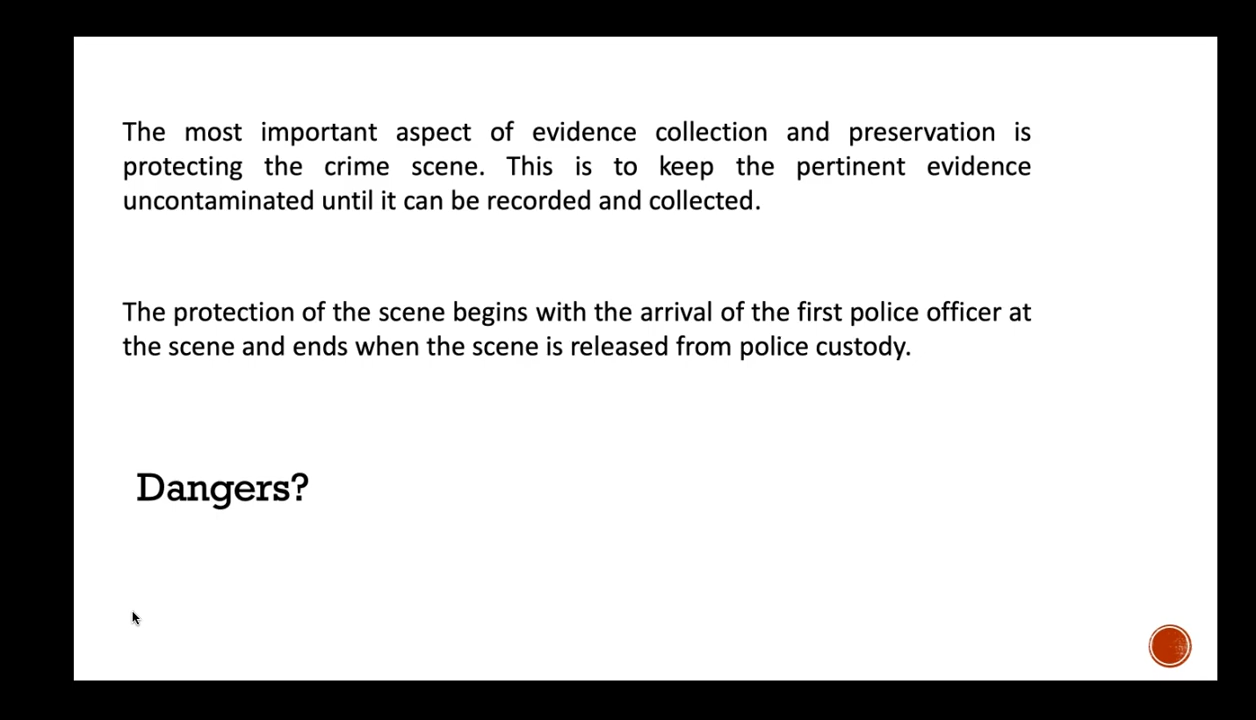 The most important aspect of evidence collection and preservation is
protecting the crime scene. This is to keep the pertinent evidence
uncontaminated until it can be recorded and collected.
The protection of the scene begins with the arrival of the first police officer at
the scene and ends when the scene is released from police custody.
Dangers?